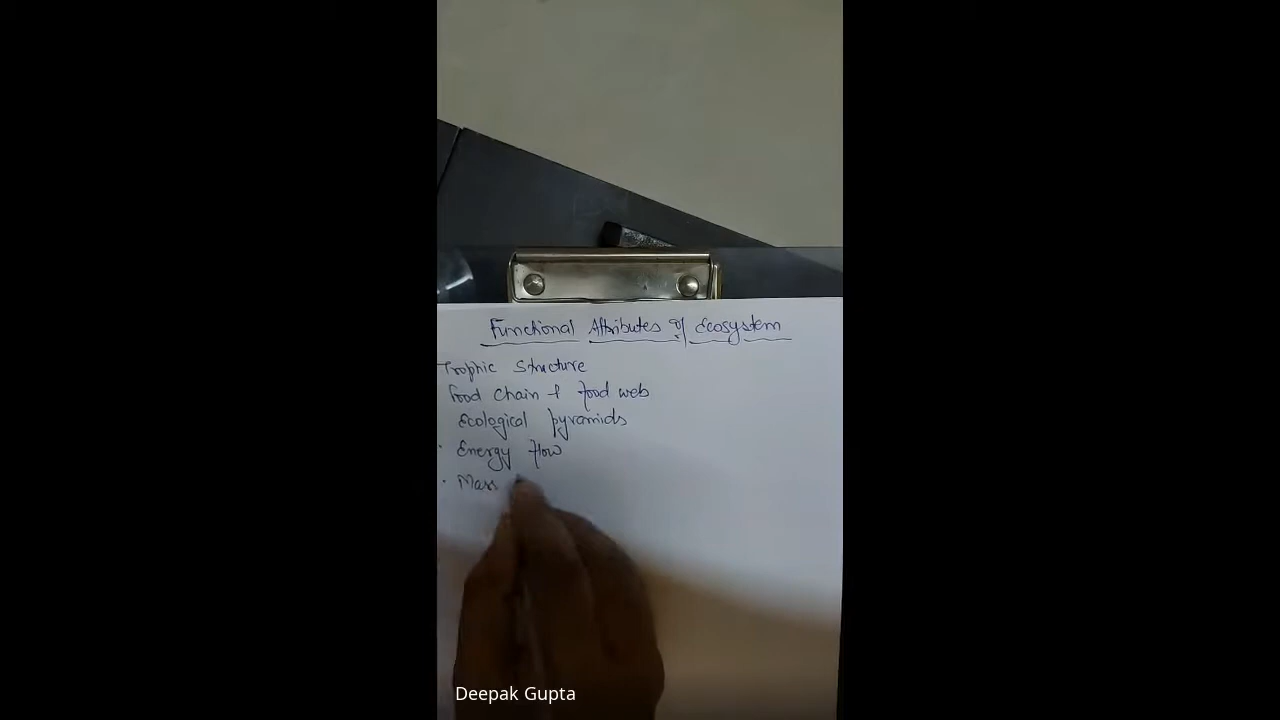 Functional Attributes of Ecosystem
Trophic Structure
Food Chain & food web
Ecological pyramids
· Energy flow
· Mass
Deepak Gupta